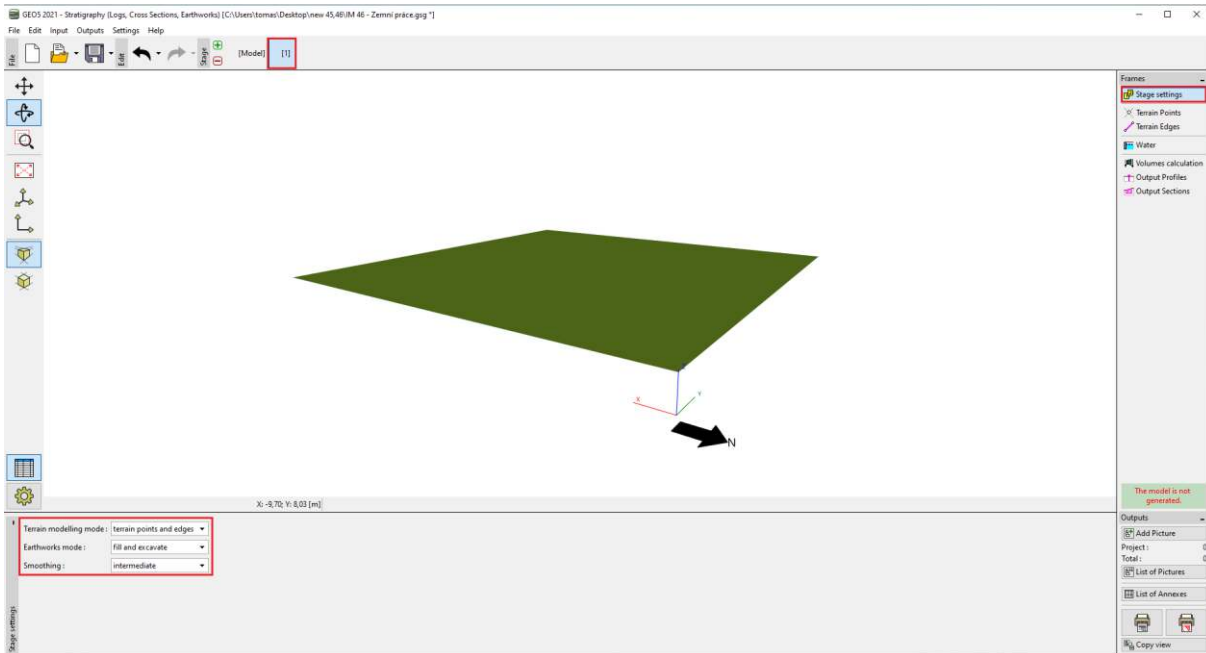 GEO5 2021 - Stratigraphy (Logs, Cross Sections, Earthworks) [C:\Users\tomas\Desktop\new 45,46\IM 46 - Zemní práce.gsg *]
File Edit Input Outputs Settings Help
File
Edit
Stage
[Model]
[1]
Frames
Stage settings
Terrain Points
Terrain Edges
Water
Volumes calculation
Output Profiles
Output Sections
X
Y
N
X: -9,70; Y: 8,03 [m]
The model is not
generated.
Terrain modelling mode : terrain points and edges
Earthworks mode : fill and excavate
Smoothing : intermediate
Stage settings
Outputs
Add Picture
Project : 0
Total : 0
List of Pictures
List of Annexes
Copy view